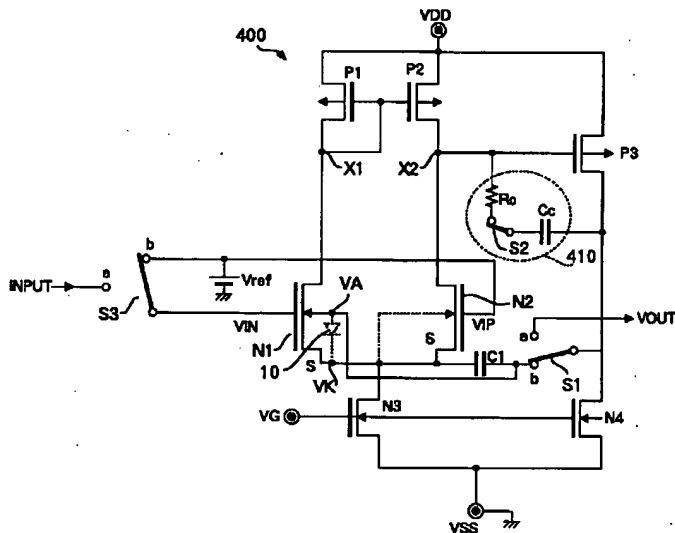 VDD
400
P1
P2
P3
X1
X2
Rc
Cc
S2
410
b
a
INPUT
S3
Vref
VIN
VA
N2
VIP
N1
10
S
S
VK
C1
a
VOUT
b
S1
VG
N3
N4
VSS